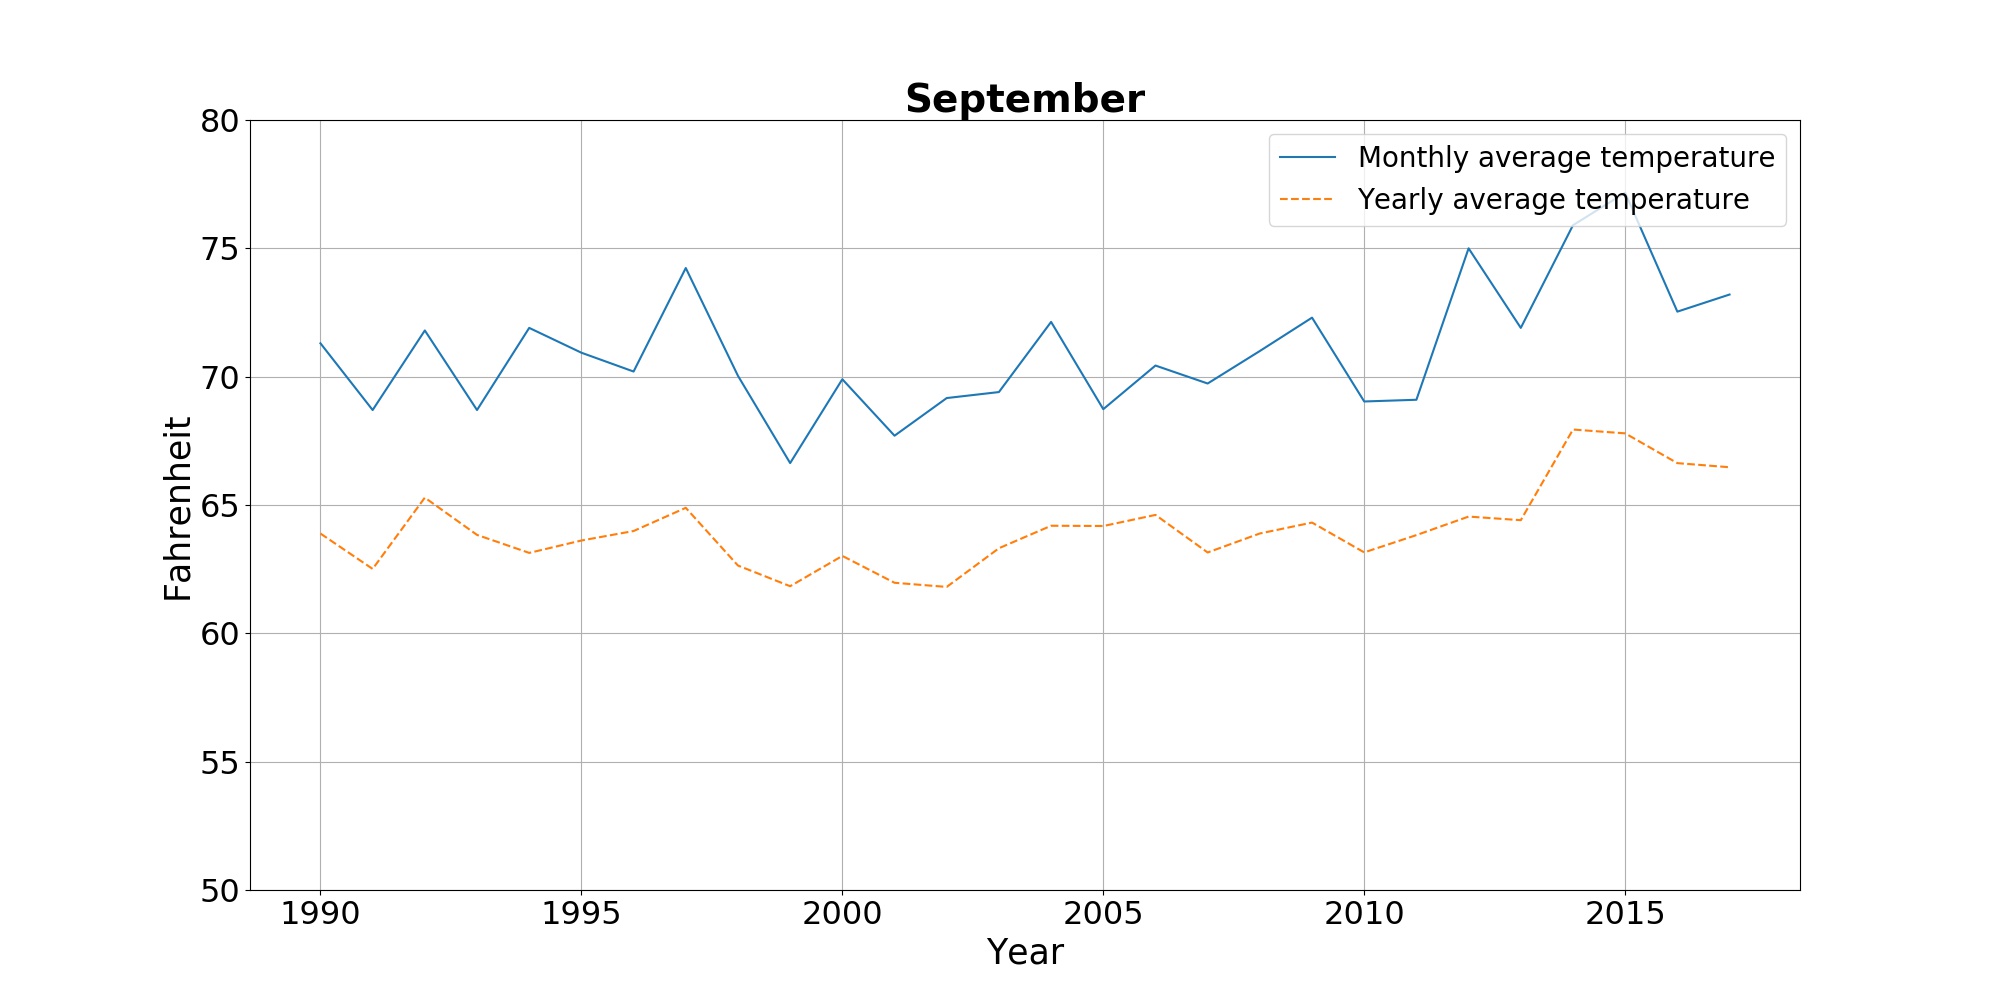 September
80
75
70
65
60
55
50
Fahrenheit
Monthly average temperature
Yearly average temperature
1990 1995 2000 2005 2010 2015
Year